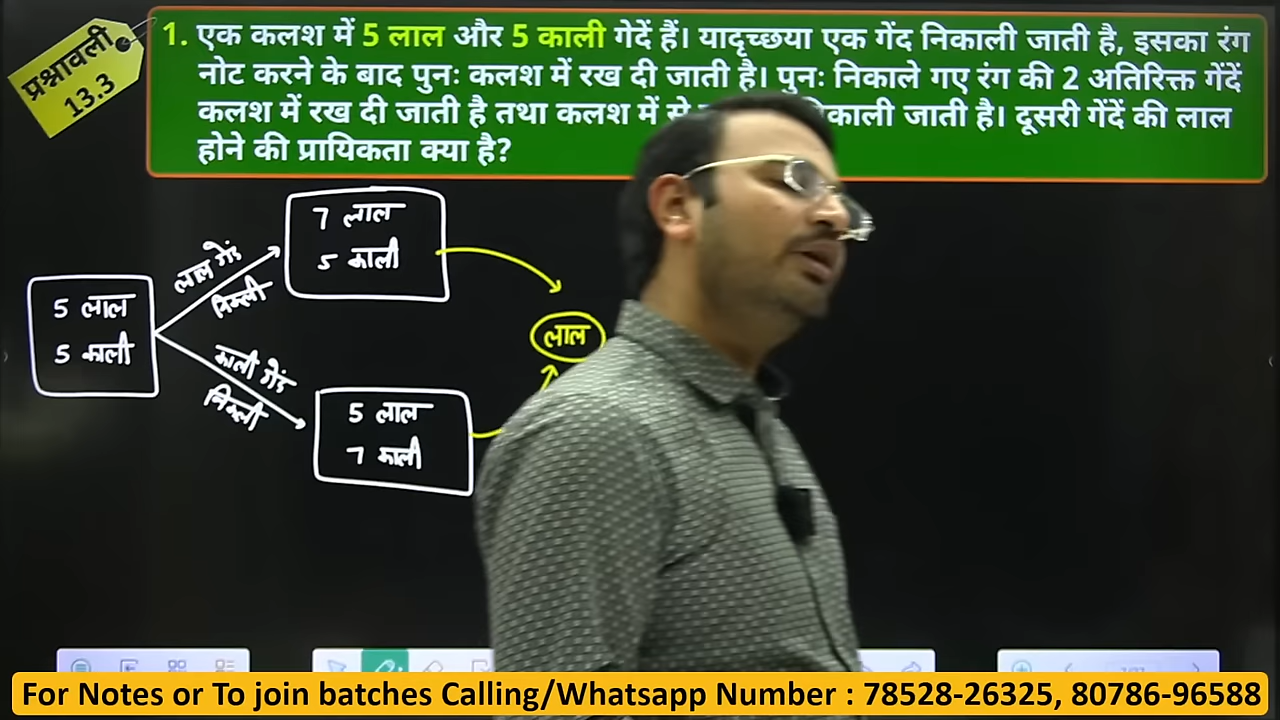 प्रश्नावली
13.3
1. एक कलश में 5 लाल और 5 काली गेदें हैं। यादृच्छया एक गेंद निकाली जाती है, इसका रंग
नोट करने के बाद पुनः कलश में रख दी जाती है। पुनः निकाले गए रंग की 2 अतिरिक्त गेंदें
कलश में रख दी जाती है तथा कलश में से काली जाती है। दूसरी गेंदें की लाल
होने की प्रायिकता क्या है?
7 लाल
5 काली
लाल गेंद
निकली
5 लाल
5 काली
लाल
काली गेंद
निकली
5 लाल
7 काली
For Notes or To join batches Calling/Whatsapp Number : 78528-26325, 80786-96588